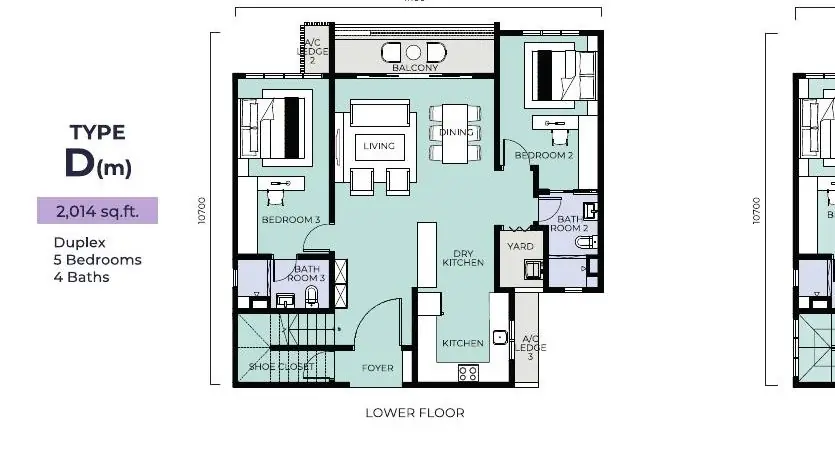 TYPE
D(m)
2,014 sq.ft.
Duplex
5 Bedrooms
4 Baths
10700
A/C
LEDGE
2
BALCONY
LIVING
DINING
BEDROOM 2
BEDROOM 3
BATH
ROOM 2
YARD
DRY
KITCHEN
BATH
ROOM 3
KITCHEN
A/C
LEDGE
3
SHOE CLOSET
FOYER
LOWER FLOOR
10700